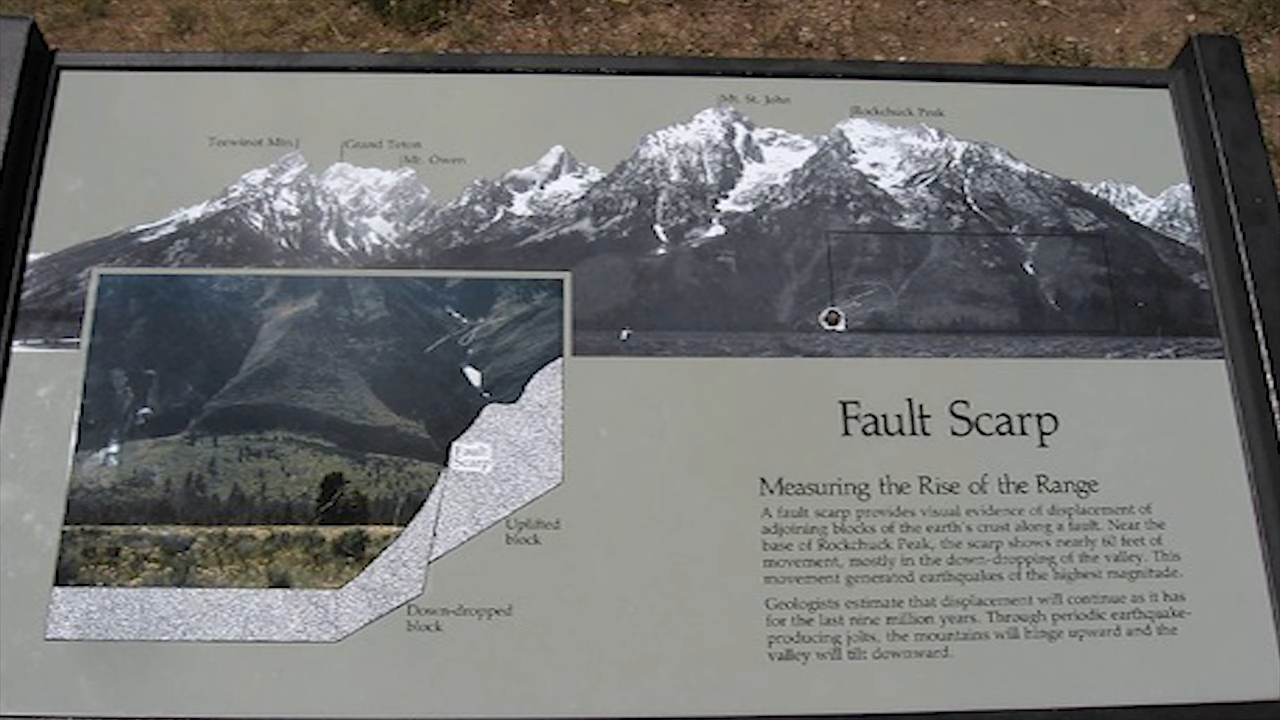 Mt. St. John
Rockchuck Peak
Teewinot Mtn.
Grand Teton
Mt. Owen
Fault Scarp
Measuring the Rise of the Range
A fault scarp provides visual evidence of displacement of
adjoining blocks of the earth's crust along a fault. Near the
base of Rockchuck Peak, the scarp shows nearly 60 feet of
movement, mostly in the down-dropping of the valley. This
movement generated earthquakes of the highest magnitude.
Geologists estimate that displacement will continue as it has
for the last nine million years. Through periodic earthquake-
producing jolts, the mountains will hinge upward and the
valley will tilt downward.
Uplifted
block
Down-dropped
block